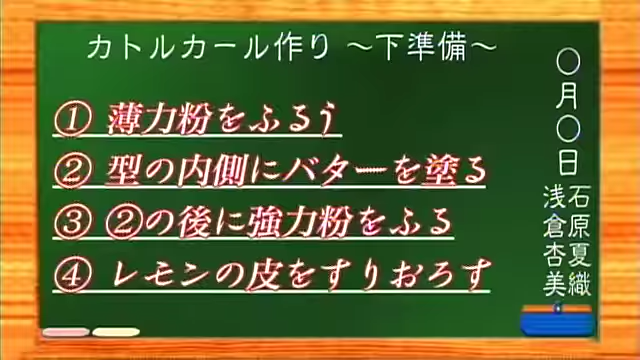 カトルカール作り 〜下準備〜
① 薄力粉をふるう
② 型の内側にバターを塗る
③ ②の後に強力粉をふる
④ レモンの皮をすりおろす
〇月〇日
石原夏織
浅倉杏美